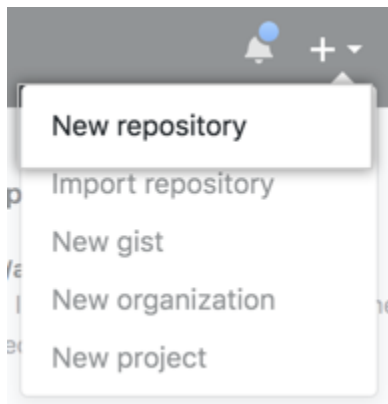 New repository
Import repository
New gist
New organization
New project